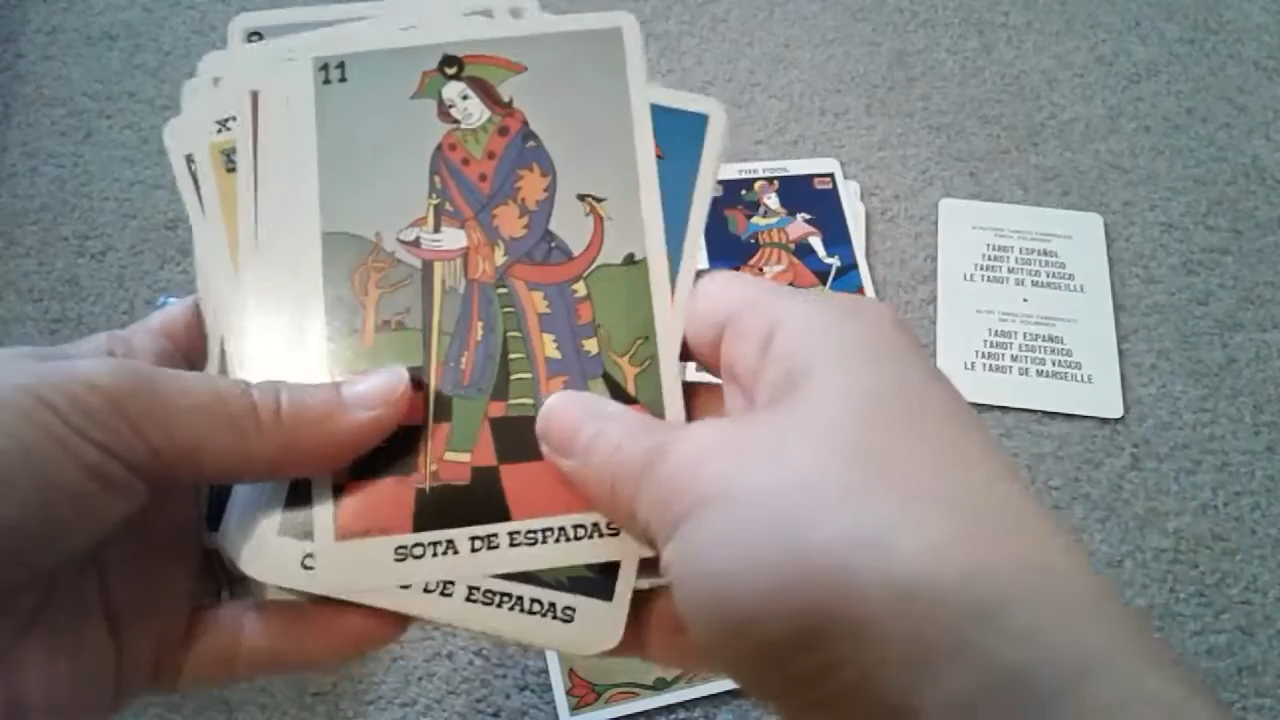 11
SOTA DE ESPADAS
DE ESPADAS
THE FOOL
TAROT ESPAÑOL
TAROT ESOTERICO
TAROT MITICO VASCO
LE TAROT DE MARSEILLE
TAROT ESPAÑOL
TAROT ESOTERICO
TAROT MITICO VASCO
LE TAROT DE MARSEILLE